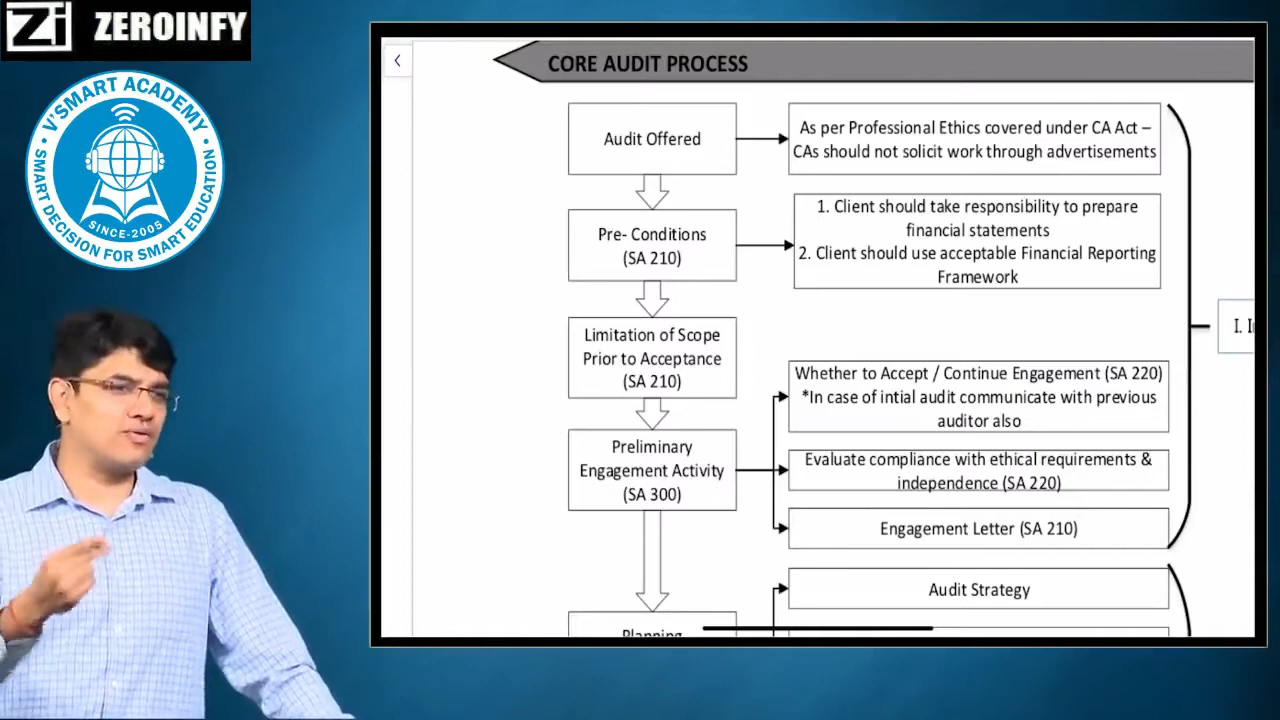 Zi ZEROINFY
V'SMART ACADEMY
SINCE-2005
SMART DECISION FOR SMART EDUCATION
CORE AUDIT PROCESS
Audit Offered
As per Professional Ethics covered under CA Act –
CAs should not solicit work through advertisements
Pre- Conditions
(SA 210)
1. Client should take responsibility to prepare
financial statements
2. Client should use acceptable Financial Reporting
Framework
Limitation of Scope
Prior to Acceptance
(SA 210)
I.
Preliminary
Engagement Activity
(SA 300)
Whether to Accept / Continue Engagement (SA 220)
*In case of intial audit communicate with previous
auditor also
Evaluate compliance with ethical requirements &
independence (SA 220)
Engagement Letter (SA 210)
Planning
Audit Strategy